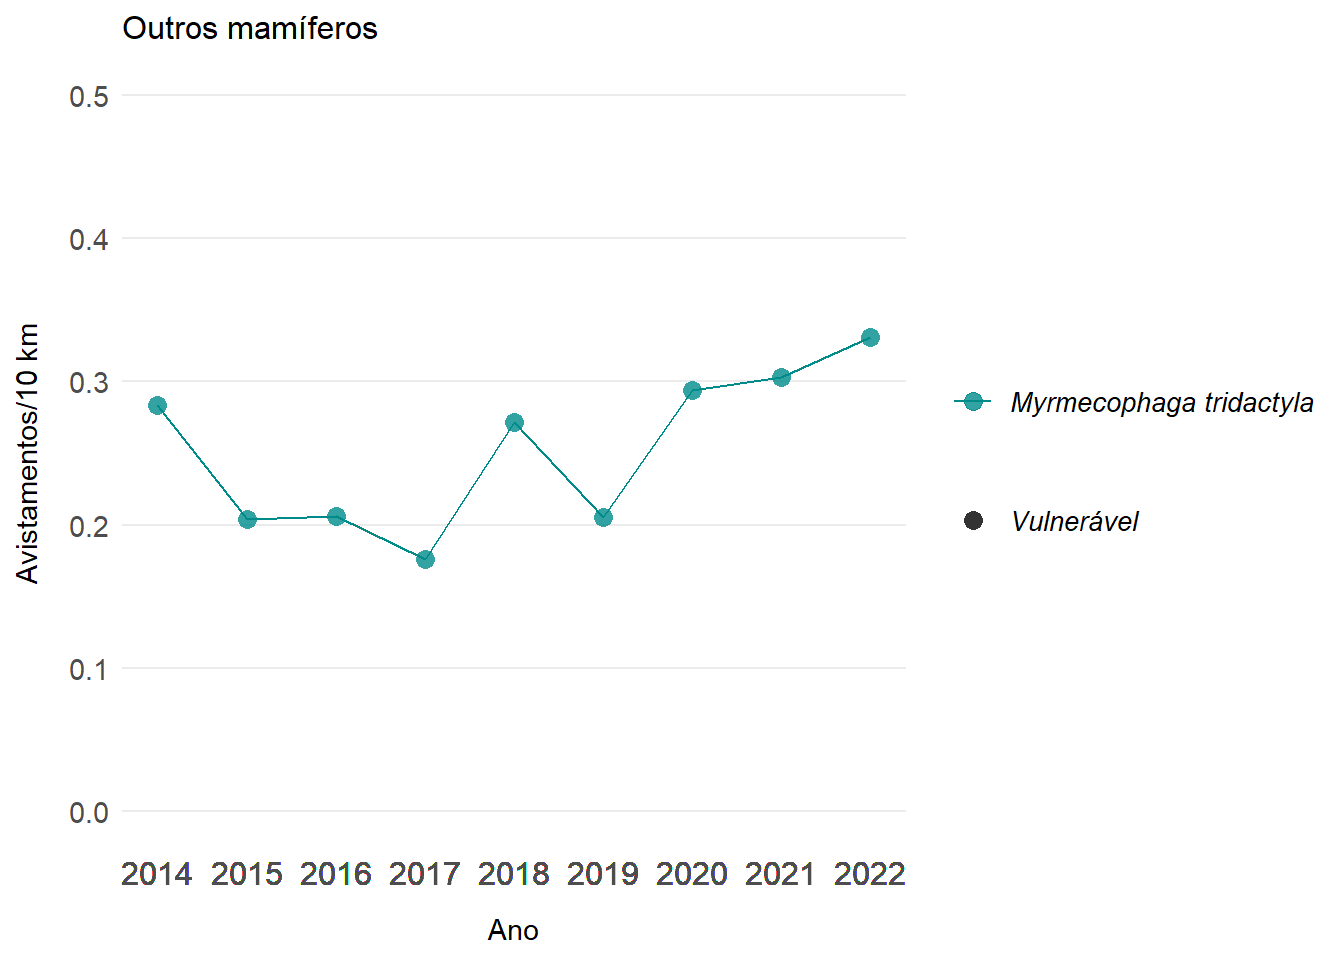 Outros mamíferos
0.5
0.4
0.3
0.2
0.1
0.0
Avistamentos/10 km
2014 2015 2016 2017 2018 2019 2020 2021 2022
Ano
Myrmecophaga tridactyla
Vulnerável